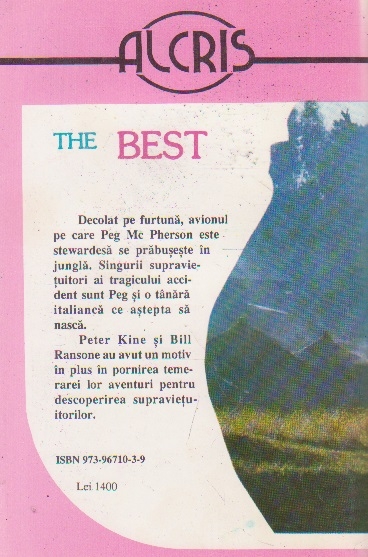 ALCRIS
THE BEST
Decolat pe furtună, avionul
pe care Peg Mc Pherson este
stewardesă se prăbușește în
junglă. Singurii supravie-
țuitori ai tragicului acci-
dent sunt Peg și o tânără
italiancă ce aștepta să
nască.
Peter Kine și Bill
Ransone au avut un motiv
în plus în pornirea teme-
rarei lor aventuri pentru
descoperirea supraviețu-
itorilor.
ISBN 973-96710-3-9
Lei 1400